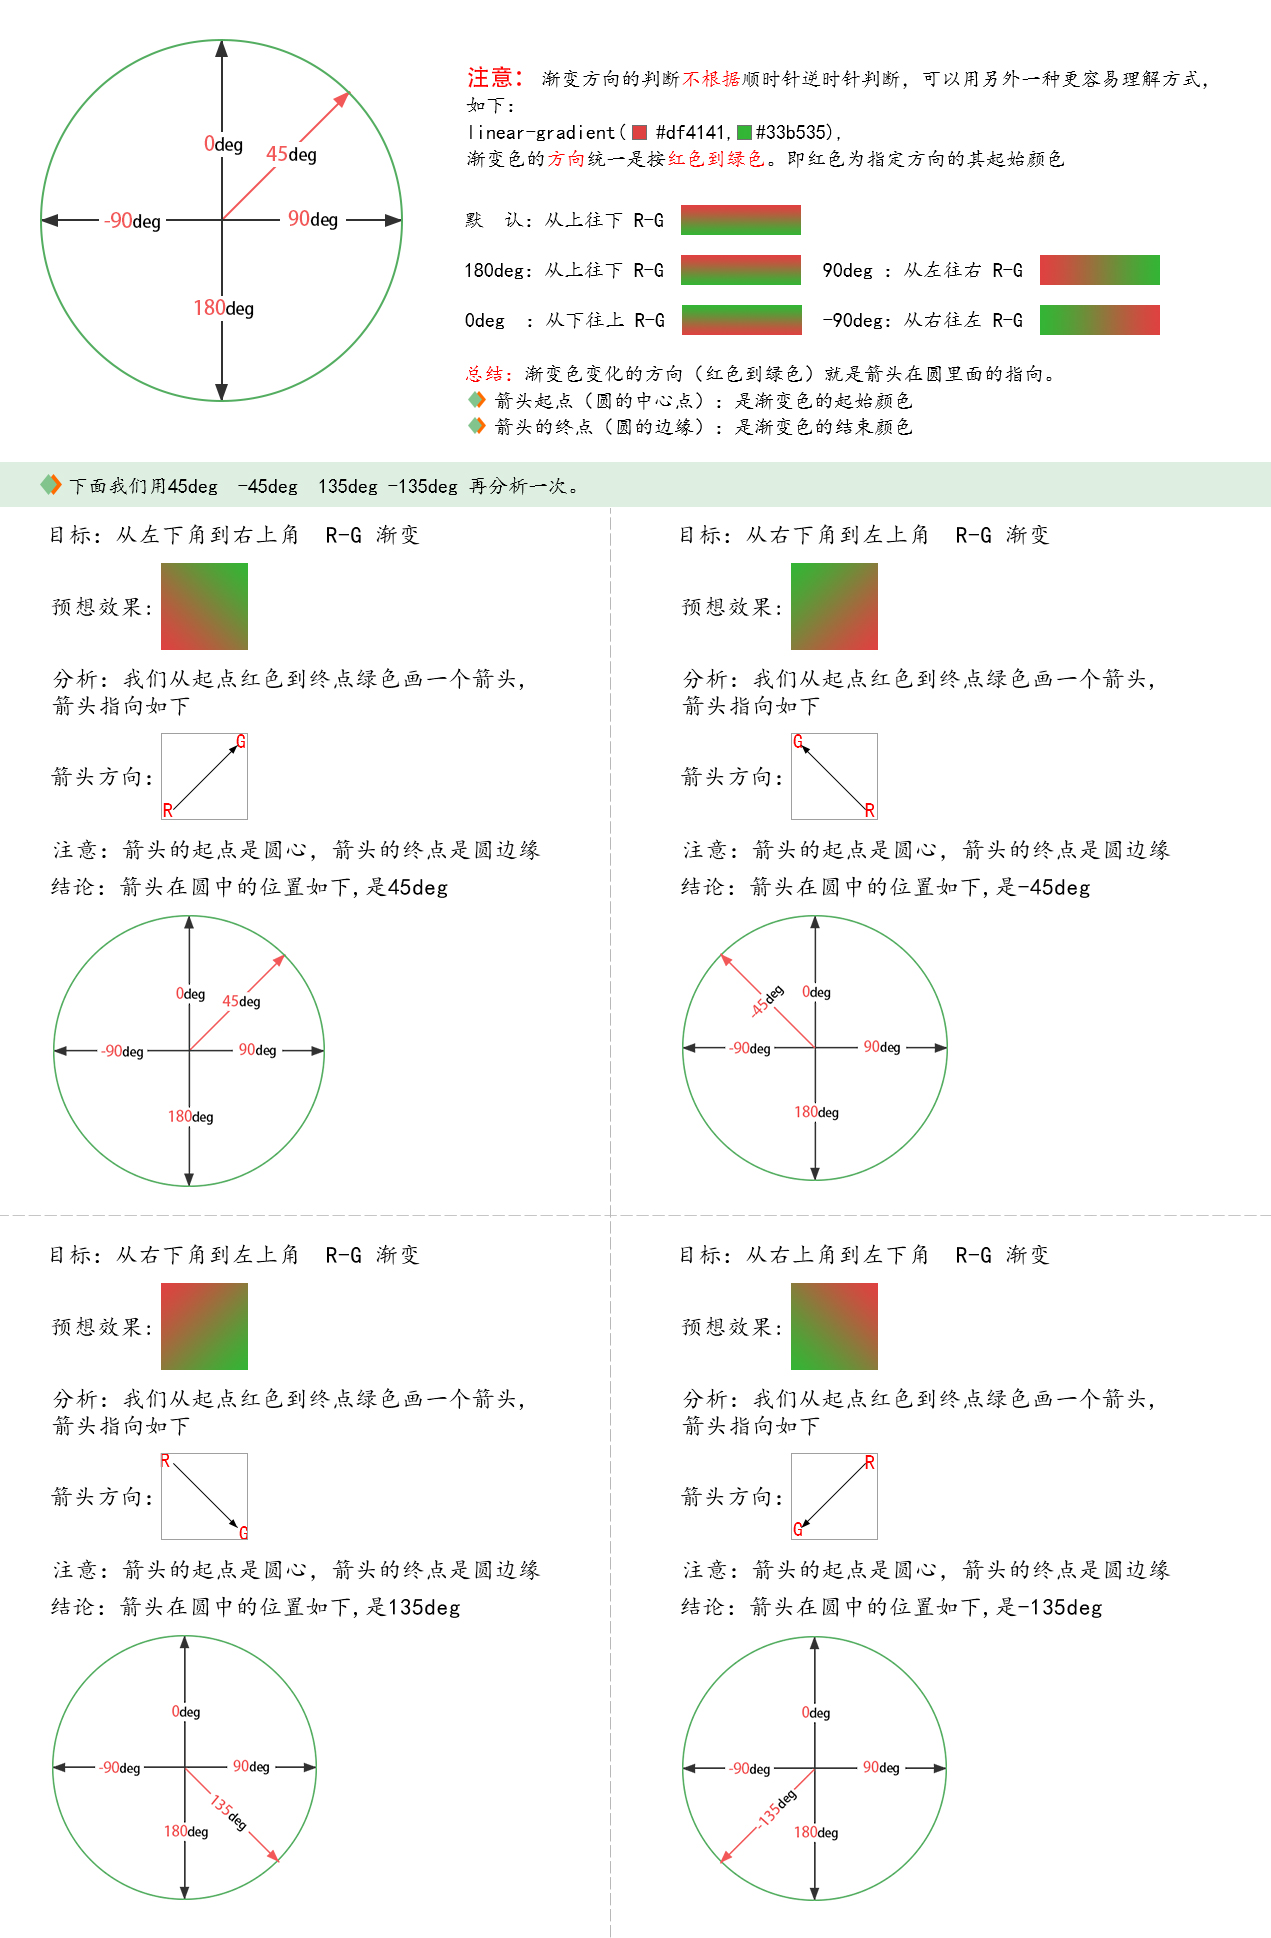 0deg
45deg
-90deg
90deg
180deg
注意：渐变方向的判断不根据顺时针逆时针判断，可以用另外一种更容易理解方式，
如下：
linear-gradient( #df4141, #33b535),
渐变色的方向统一是按红色到绿色。即红色为指定方向的其起始颜色
默 认：从上往下 R-G
180deg：从上往下 R-G
90deg ：从左往右 R-G
0deg ：从下往上 R-G
-90deg：从右往左 R-G
总结：渐变色变化的方向（红色到绿色）就是箭头在圆里面的指向。
箭头起点（圆的中心点）：是渐变色的起始颜色
箭头的终点（圆的边缘）：是渐变色的结束颜色
下面我们用45deg -45deg 135deg -135deg 再分析一次。
目标：从左下角到右上角 R-G 渐变
预想效果：
分析：我们从起点红色到终点绿色画一个箭头，
箭头指向如下
箭头方向：
G
R
注意：箭头的起点是圆心，箭头的终点是圆边缘
结论：箭头在圆中的位置如下,是45deg
0deg
45deg
-90deg
90deg
180deg
目标：从右下角到左上角 R-G 渐变
预想效果：
分析：我们从起点红色到终点绿色画一个箭头，
箭头指向如下
箭头方向：
G
R
注意：箭头的起点是圆心，箭头的终点是圆边缘
结论：箭头在圆中的位置如下,是-45deg
-45deg
0deg
-90deg
90deg
180deg
目标：从右下角到左上角 R-G 渐变
预想效果：
分析：我们从起点红色到终点绿色画一个箭头，
箭头指向如下
箭头方向：
R
G
注意：箭头的起点是圆心，箭头的终点是圆边缘
结论：箭头在圆中的位置如下,是135deg
0deg
-90deg
90deg
135deg
180deg
目标：从右上角到左下角 R-G 渐变
预想效果：
分析：我们从起点红色到终点绿色画一个箭头，
箭头指向如下
箭头方向：
R
G
注意：箭头的起点是圆心，箭头的终点是圆边缘
结论：箭头在圆中的位置如下,是-135deg
0deg
-90deg
90deg
-135deg
180deg